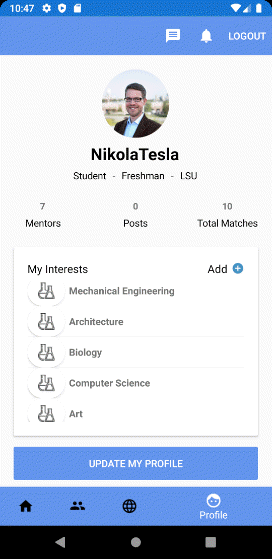 10:47
LOGOUT
NikolaTesla
Student - Freshman - LSU
7 0 10
Mentors Posts Total Matches
My Interests Add
Mechanical Engineering
Architecture
Biology
Computer Science
Art
UPDATE MY PROFILE
Profile